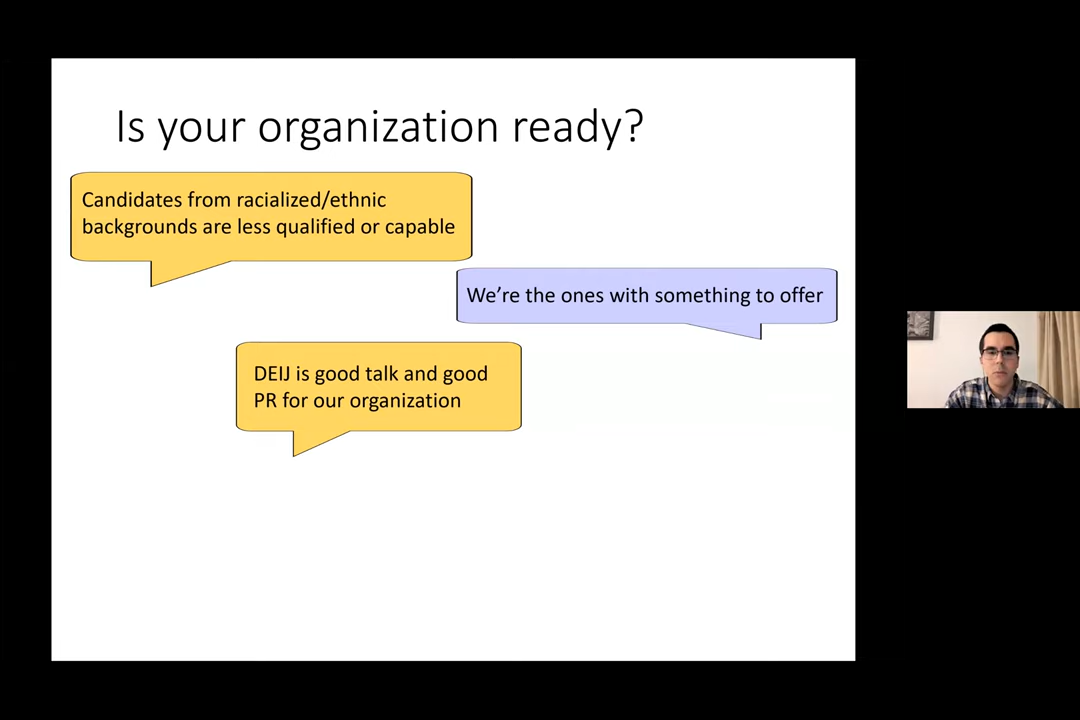 Is your organization ready?
Candidates from racialized/ethnic
backgrounds are less qualified or capable
We’re the ones with something to offer
DEIJ is good talk and good
PR for our organization